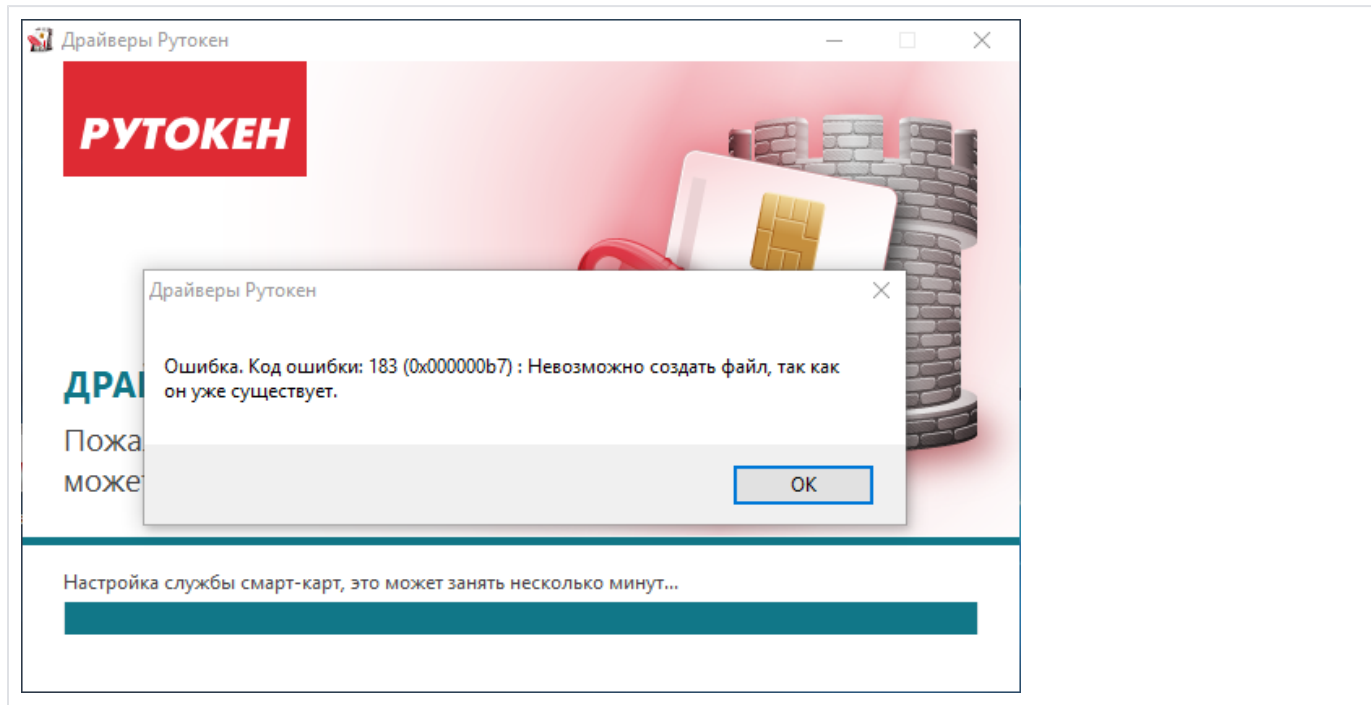 Драйверы Рутокен
РУТОКЕН
Драйверы Рутокен
Ошибка. Код ошибки: 183 (0x000000b7) : Невозможно создать файл, так как
он уже существует.
ОК
Настройка службы смарт-карт, это может занять несколько минут...